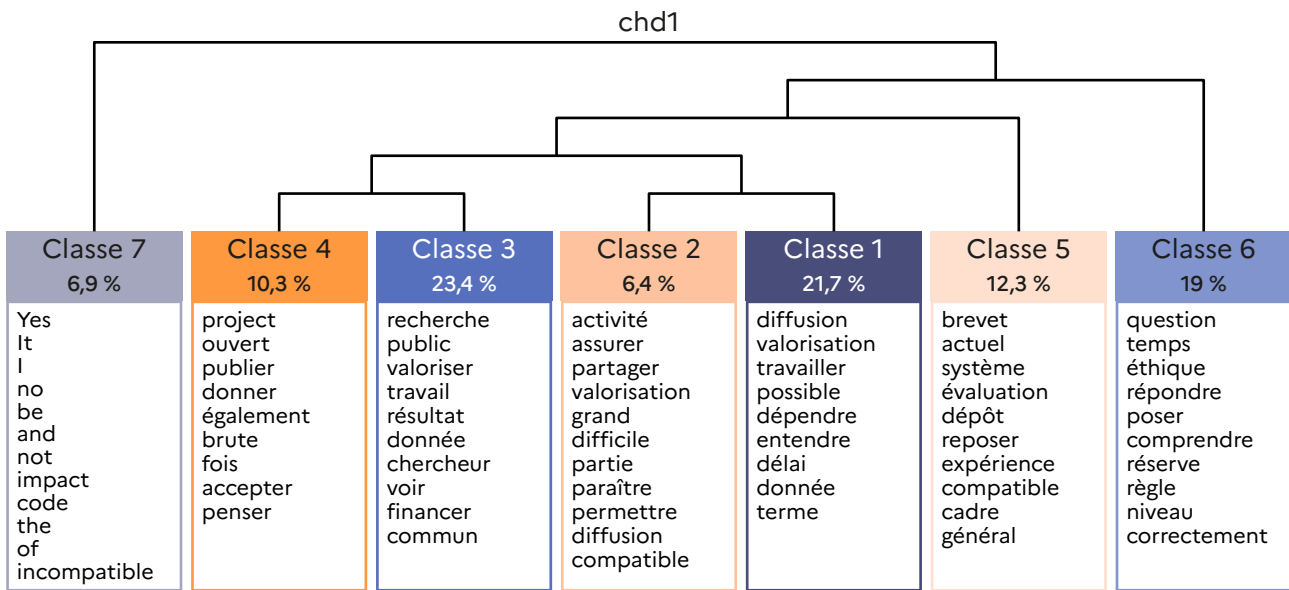 chd1
Classe 7
6,9 %
Yes
It
I
no
be
and
not
impact
code
the
of
incompatible
Classe 4
10,3 %
project
ouvert
publier
donner
également
brute
fois
accepter
penser
Classe 3
23,4 %
recherche
public
valoriser
travail
résultat
donnée
chercheur
voir
financer
commun
Classe 2
6,4 %
activité
assurer
partager
valorisation
grand
difficile
partie
paraître
permettre
diffusion
compatible
Classe 1
21,7 %
diffusion
valorisation
travailler
possible
dépendre
entendre
délai
donnée
terme
Classe 5
12,3 %
brevet
actuel
système
évaluation
dépôt
reposer
expérience
compatible
cadre
général
Classe 6
19 %
question
temps
éthique
répondre
poser
comprendre
réserve
règle
niveau
correctement